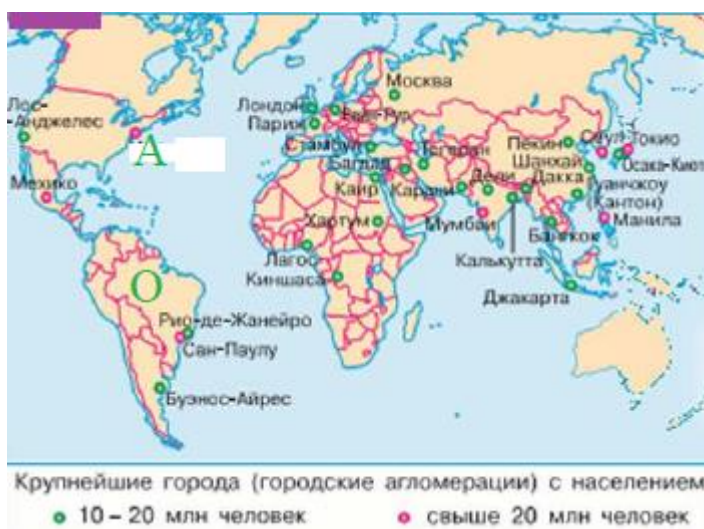 Москва
Лондон
Рейн-Рур
Париж
Лос-
Анджелес
А
Стамбул
Тегеран
Багдад
Пекин
Сеул
Токио
Шанхай
Осака-Киото
Дели
Дакка
Каир
Карачи
Гуанчжоу
(Кантон)
Мехико
Мумбаи
Манила
Хартум
Бангкок
Лагос
Калькутта
Киншаса
О
Джакарта
Рио-де-Жанейро
Сан-Паулу
Буэнос-Айрес
Крупнейшие города (городские агломерации) с населением
10 – 20 млн человек
свыше 20 млн человек